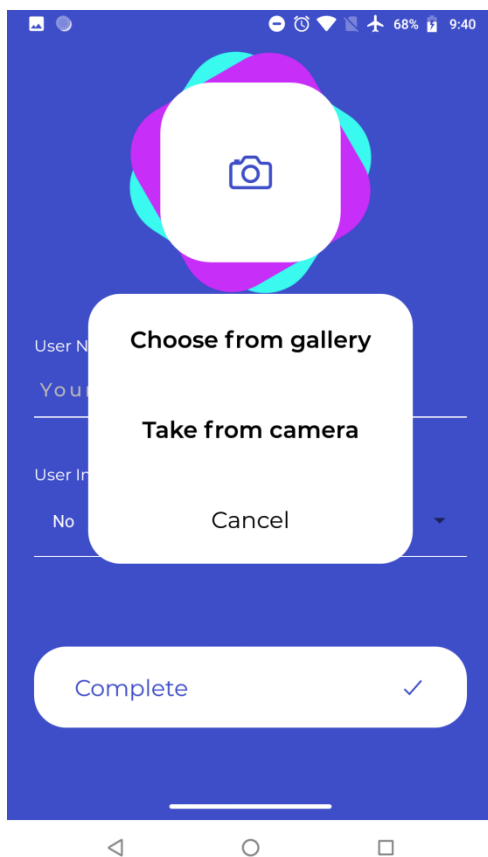 68% 9:40
User N
Your
Choose from gallery
Take from camera
User In
No
Cancel
Complete